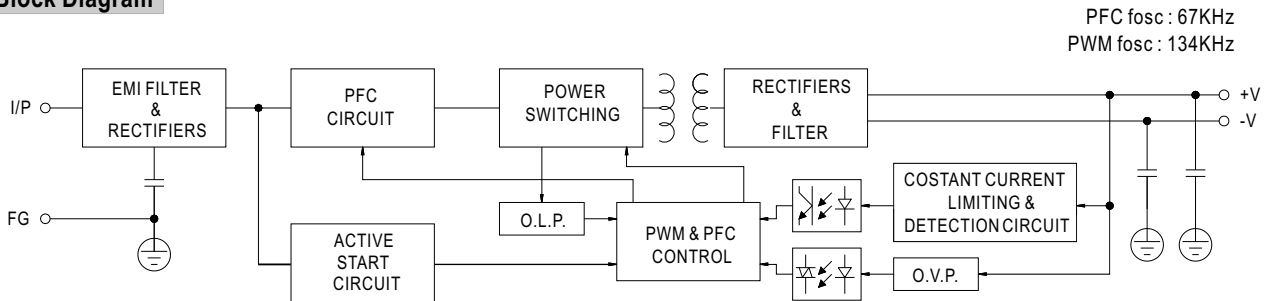 Block Diagram
PFC fosc : 67KHz
PWM fosc : 134KHz
I/P
EMI FILTER
&
RECTIFIERS
PFC
CIRCUIT
POWER
SWITCHING
RECTIFIERS
&
FILTER
+V
-V
FG
O.L.P.
PWM & PFC
CONTROL
COSTANT CURRENT
LIMITING &
DETECTION CIRCUIT
ACTIVE
START
CIRCUIT
O.V.P.